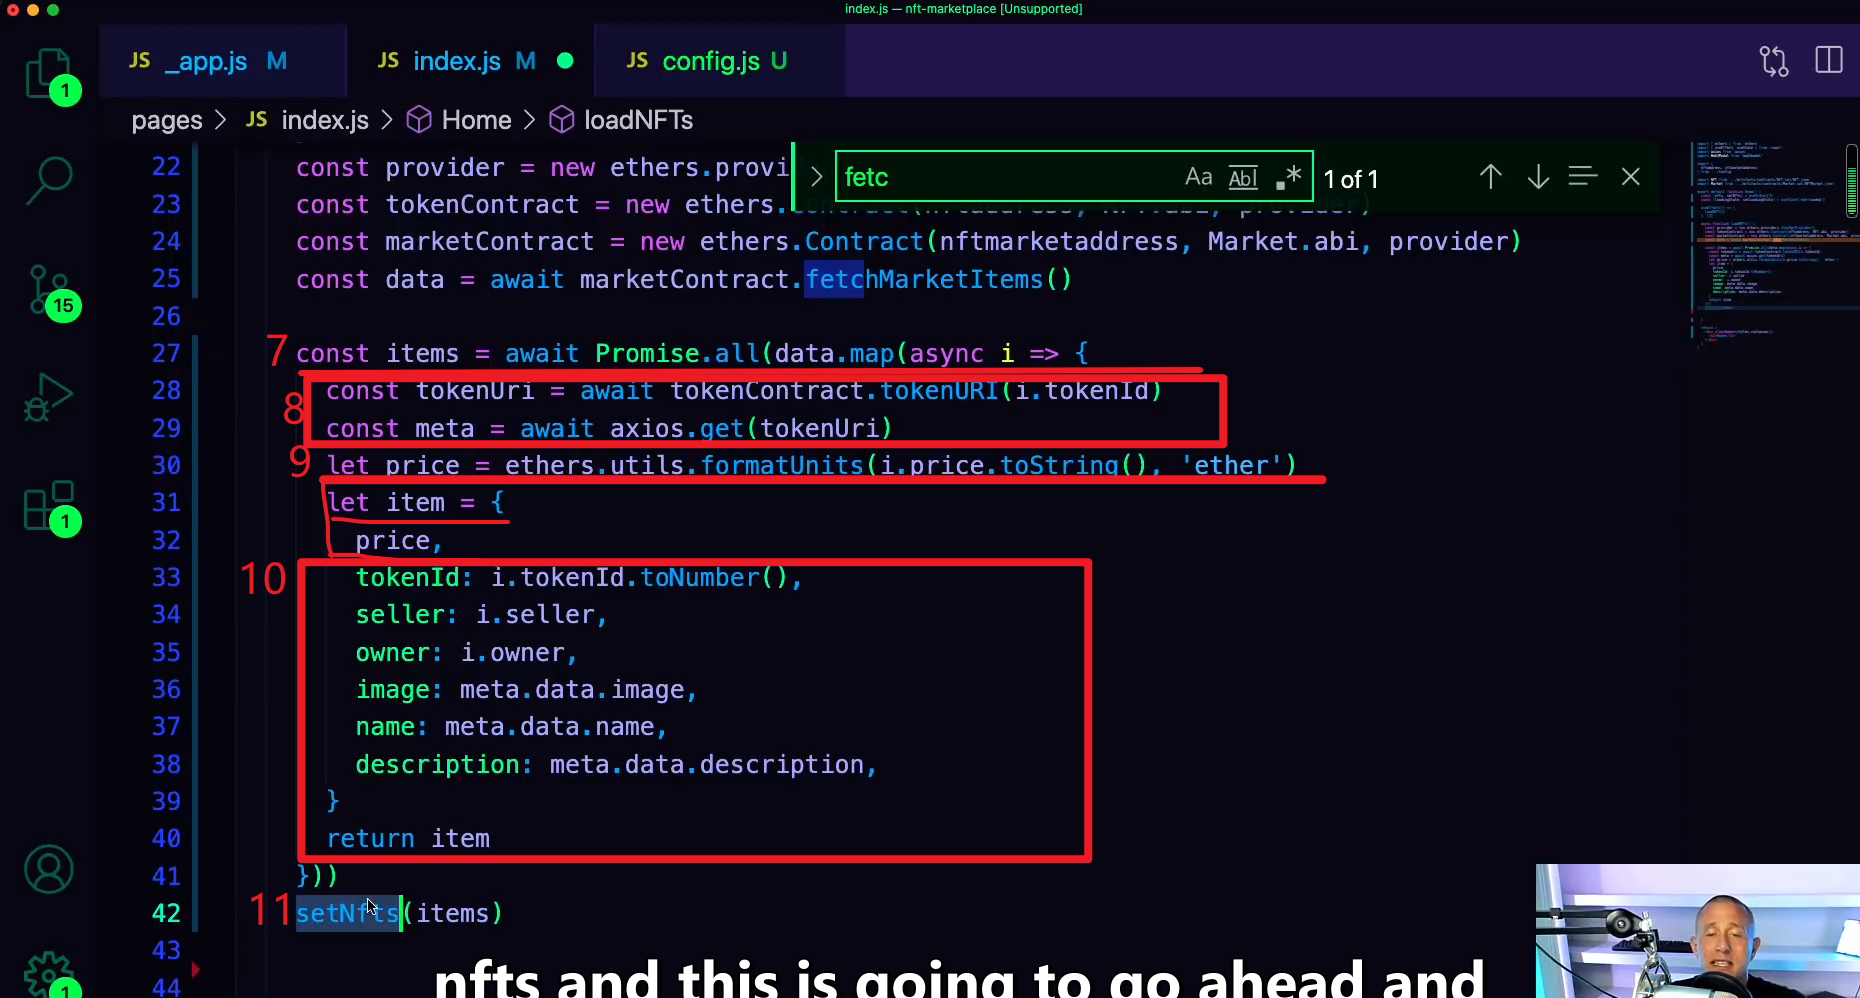 index.js — nft-marketplace [Unsupported]
JS _app.js M
JS index.js M
JS config.js U
pages > JS index.js > Home > loadNFTs
fetc
Aa Abl .* 1 of 1
1
15
1
1
22 const provider = new ethers.provi
23 const tokenContract = new ethers.Contract(nftaddress, NFT.abi, provider)
24 const marketContract = new ethers.Contract(nftmarketaddress, Market.abi, provider)
25 const data = await marketContract.fetchMarketItems()
26
7
27 const items = await Promise.all(data.map(async i => {
8
28 const tokenUri = await tokenContract.tokenURI(i.tokenId)
29 const meta = await axios.get(tokenUri)
9
30 let price = ethers.utils.formatUnits(i.price.toString(), 'ether')
31 let item = {
32 price,
10
33 tokenId: i.tokenId.toNumber(),
34 seller: i.seller,
35 owner: i.owner,
36 image: meta.data.image,
37 name: meta.data.name,
38 description: meta.data.description,
39 }
40 return item
41 }))
11
42 setNfts(items)
43
44
nfts and this is going to go ahead and